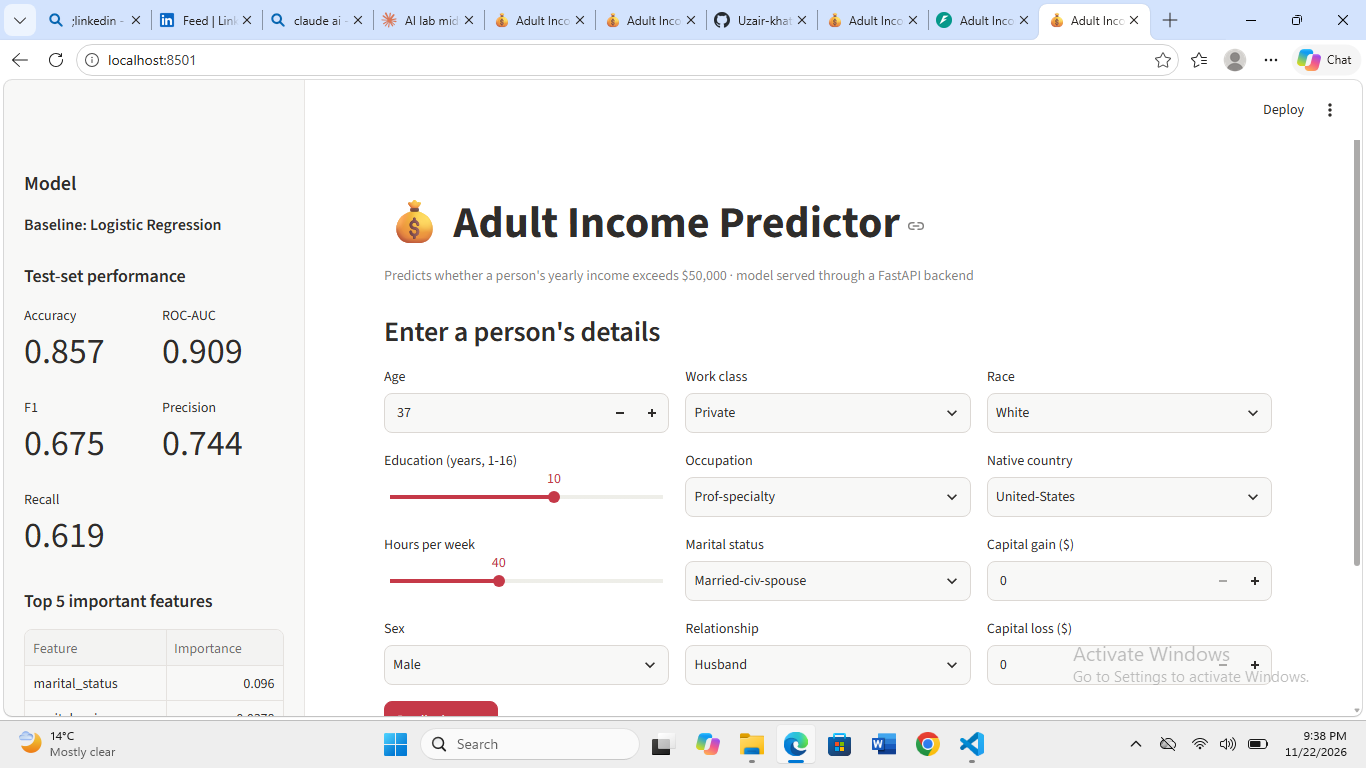 ;linkedin -
Feed | Link
claude ai -
AI lab mid
Adult Inco
Adult Inco
Uzair-khat
Adult Inco
Adult Inco
Adult Inco
localhost:8501
Chat
Deploy
Model
Baseline: Logistic Regression
Test-set performance
Accuracy ROC-AUC
0.857 0.909
F1 Precision
0.675 0.744
Recall
0.619
Top 5 important features
Feature Importance
marital_status 0.096
Adult Income Predictor
Predicts whether a person's yearly income exceeds $50,000 · model served through a FastAPI backend
Enter a person's details
Age Work class Race
37 Private White
Education (years, 1-16) Occupation Native country
10
Prof-specialty United-States
Hours per week Marital status Capital gain ($)
40
Married-civ-spouse 0
Sex Relationship Capital loss ($)
Male Husband 0
Activate Windows
Go to Settings to activate Windows.
14°C
Mostly clear
Search
9:38 PM
11/22/2026